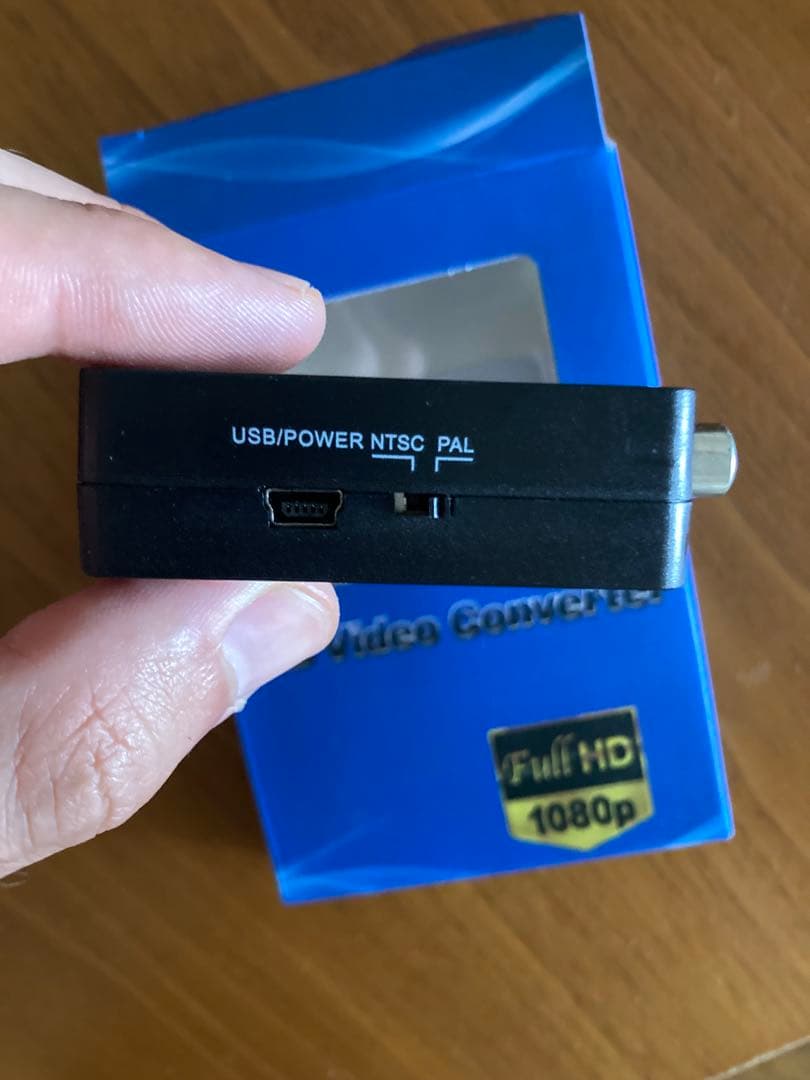 USB/POWER NTSC PAL
Video Converter
Full HD
1080p